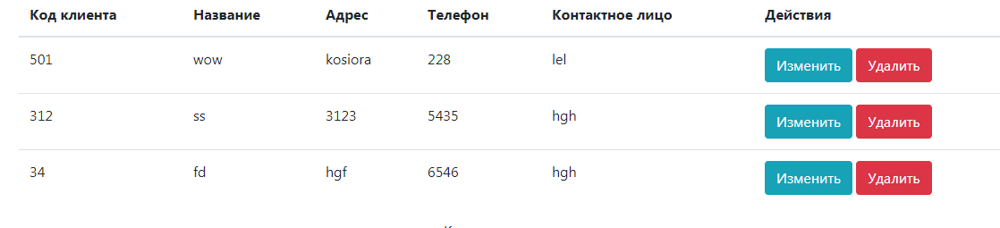 Код клиента Название Адрес Телефон Контактное лицо Действия
501 wow kosiora 228 lel Изменить Удалить
312 ss 3123 5435 hgh Изменить Удалить
34 fd hgf 6546 hgh Изменить Удалить